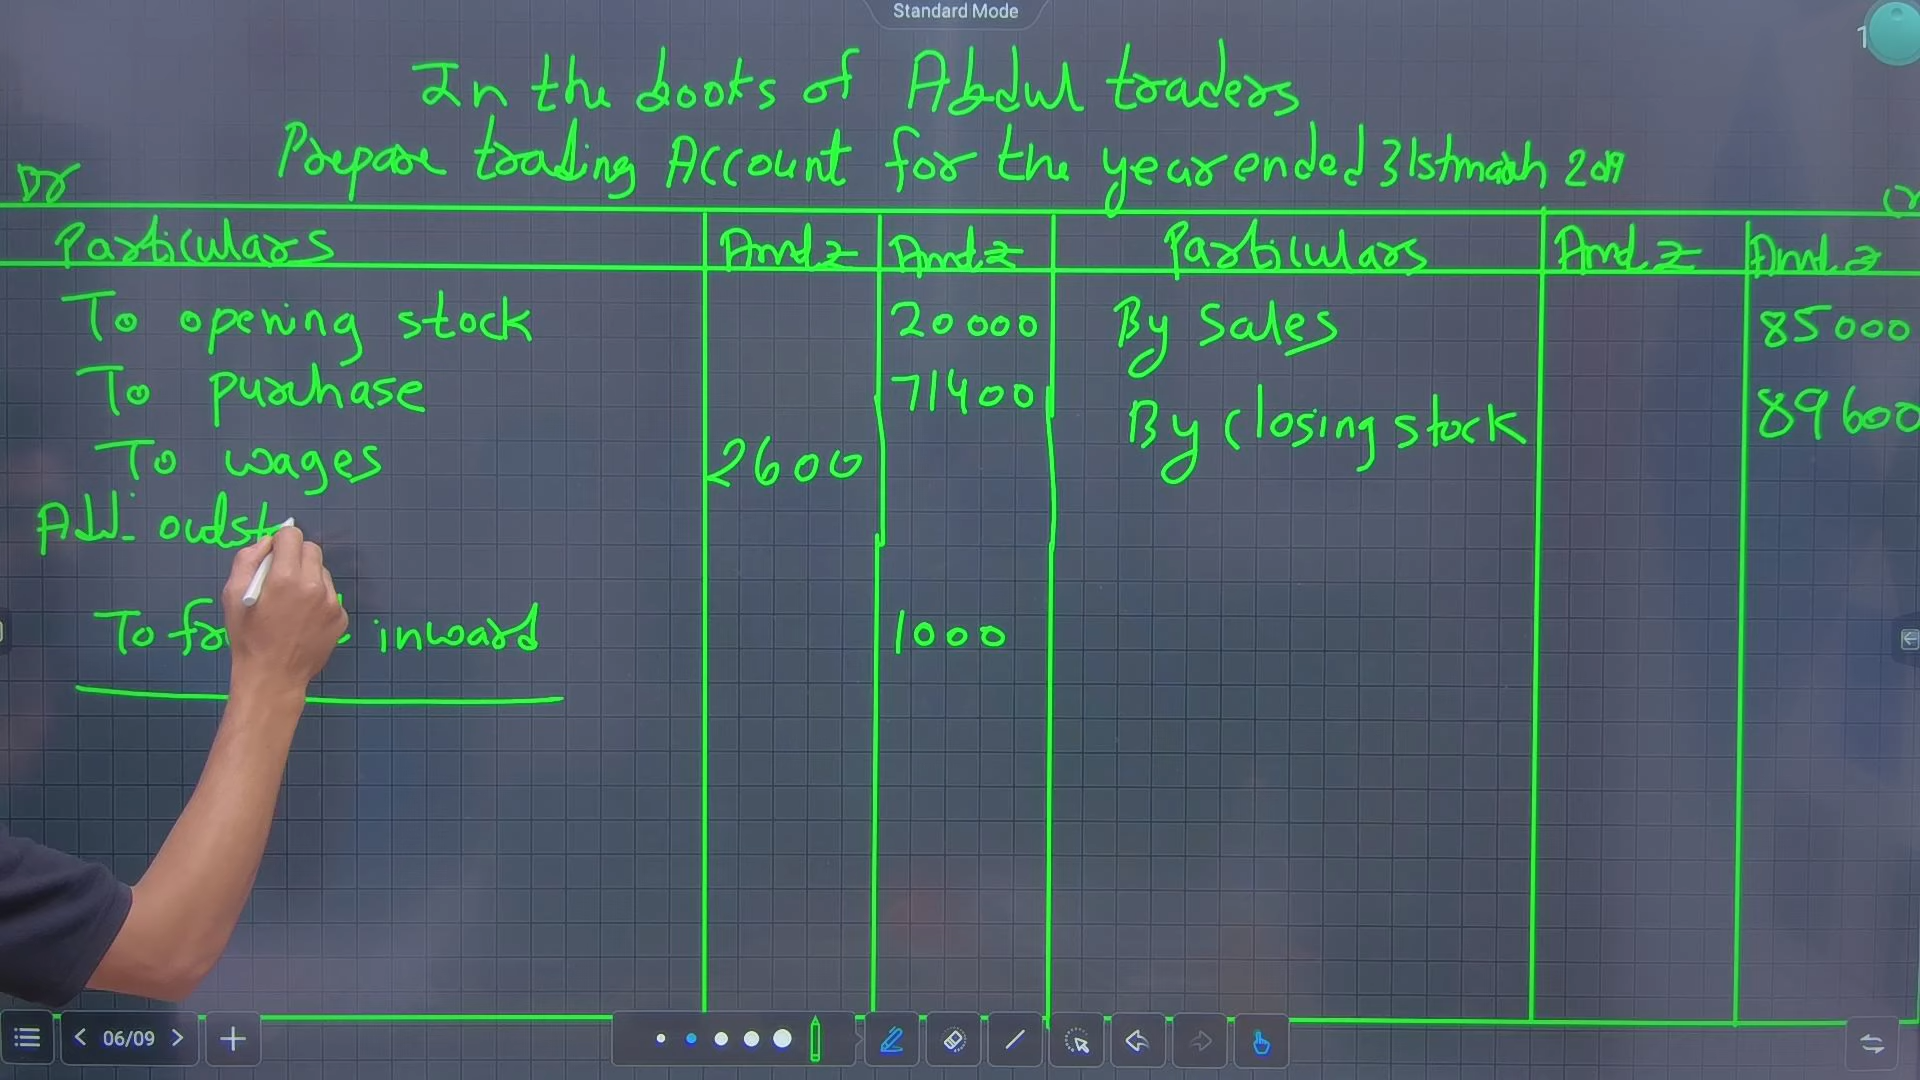 Standard Mode
1
In the books of Abdul traders
Prepare trading Account for the year ended 31st march 2019
Dr
Particulars Amt.₹ Amt.₹ Particulars Amt.₹ Amt.₹
To opening stock 20000 By sales 85000
To purchase 71400 By closing stock 89600
To wages 2600
Add:- outst
To inward 1000
06/09